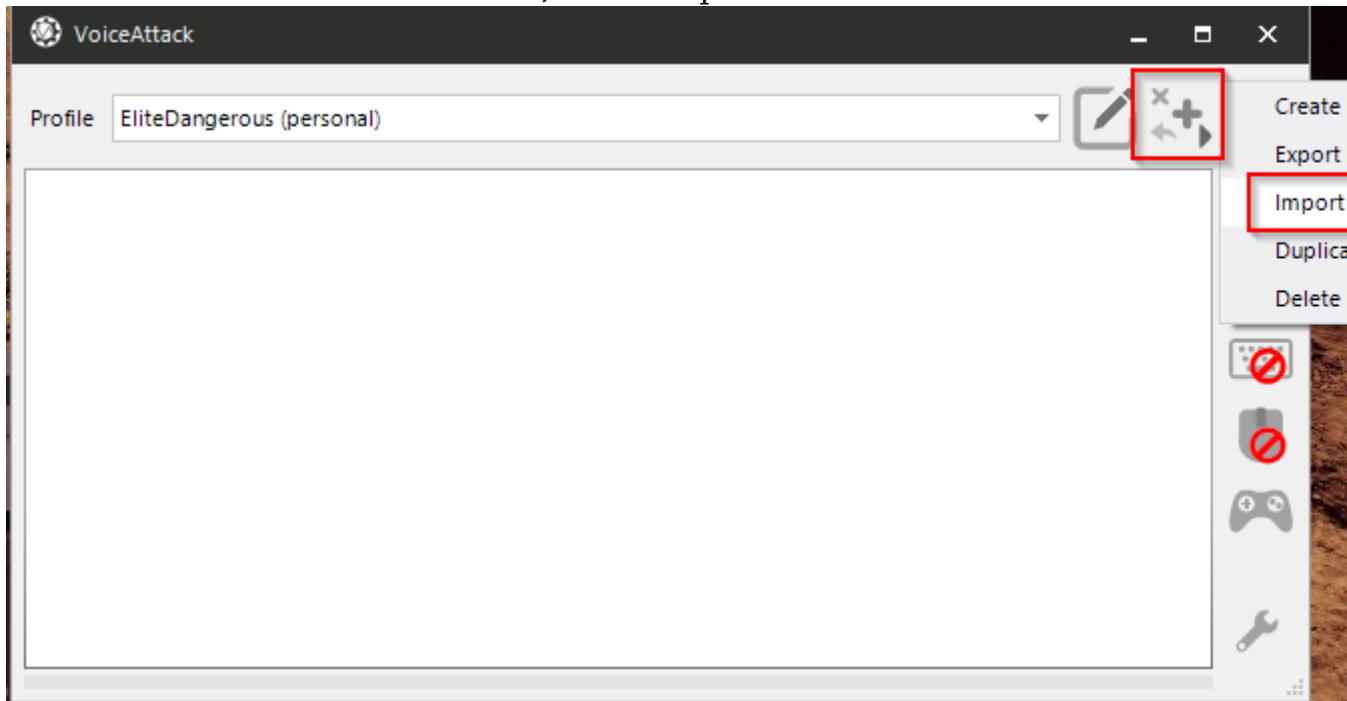 VoiceAttack
Profile EliteDangerous (personal)
Create
Export
Import
Delete